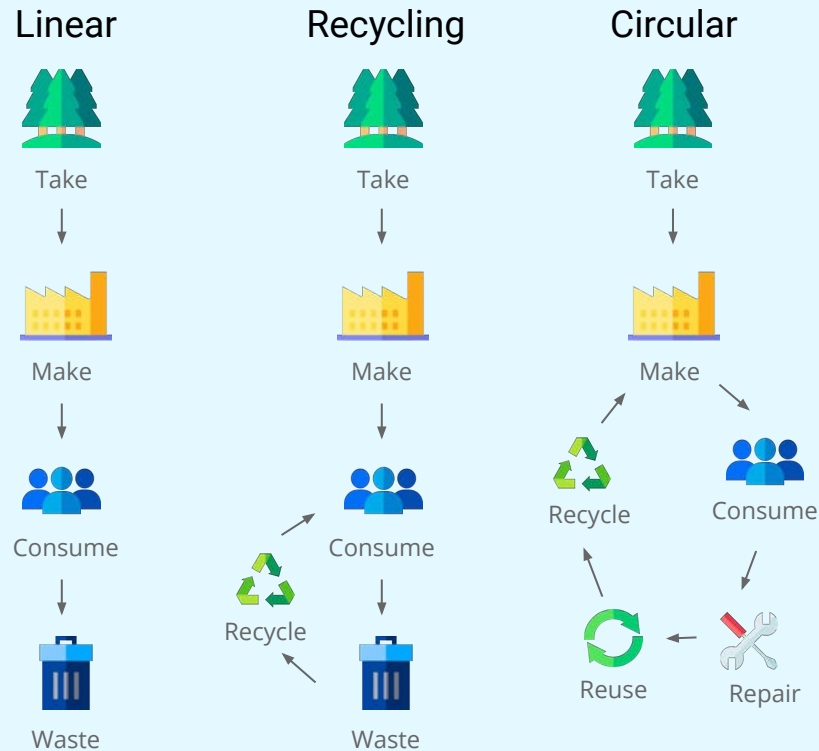 Linear
Take
Make
Consume
Waste
Recycling
Take
Make
Consume
Recycle
Waste
Circular
Take
Make
Consume
Repair
Reuse
Recycle